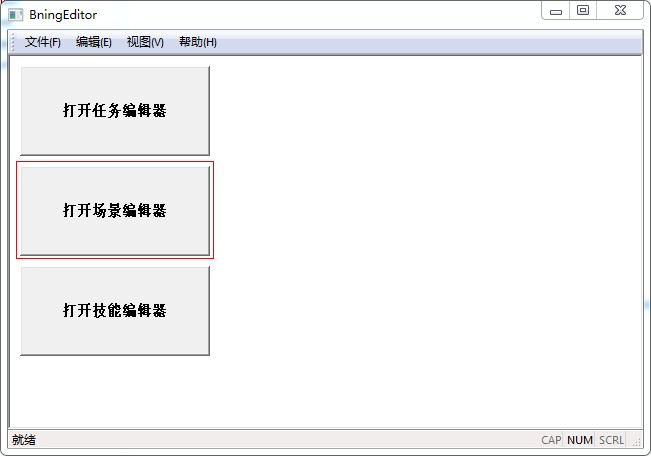 BningEditor
文件(F) 编辑(E) 视图(V) 帮助(H)
打开任务编辑器
打开场景编辑器
打开技能编辑器
就绪 CAP NUM SCRL